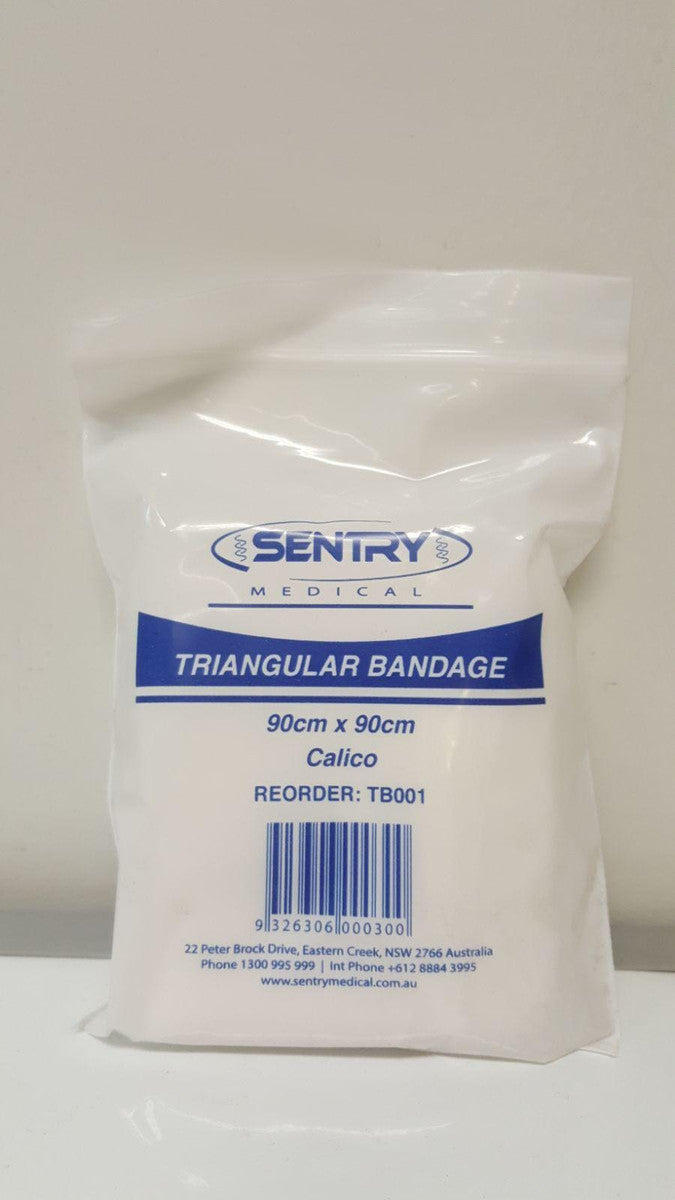 SENTRY
MEDICAL
TRIANGULAR BANDAGE
90cm x 90cm
Calico
REORDER: TB001
9 326306 000300
22 Peter Brock Drive, Eastern Creek, NSW 2766 Australia
Phone 1300 995 999 | Int Phone +612 8884 3995
www.sentrymedical.com.au